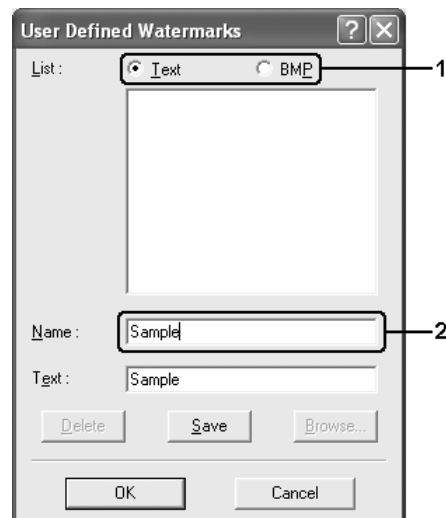 User Defined Watermarks
List : Text BMP 1
Name : Sample 2
Text : Sample
Delete Save Browse...
OK Cancel